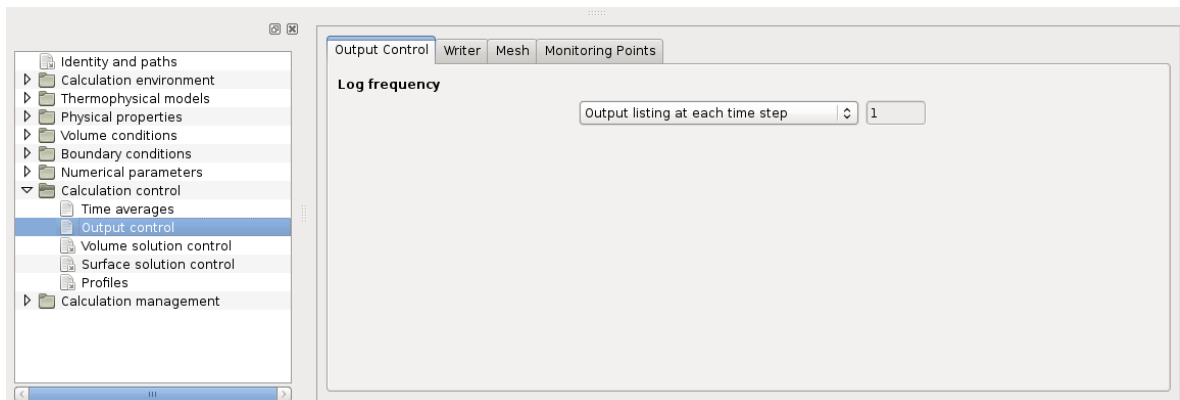 Identity and paths
Calculation environment
Thermophysical models
Physical properties
Volume conditions
Boundary conditions
Numerical parameters
Calculation control
Time averages
Output control
Volume solution control
Surface solution control
Profiles
Calculation management
Output Control Writer Mesh Monitoring Points
Log frequency
Output listing at each time step 1